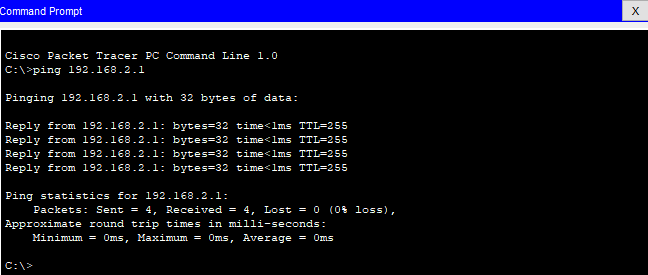 Command Prompt
X
Cisco Packet Tracer PC Command Line 1.0
C:\>ping 192.168.2.1
Pinging 192.168.2.1 with 32 bytes of data:
Reply from 192.168.2.1: bytes=32 time<1ms TTL=255
Reply from 192.168.2.1: bytes=32 time<1ms TTL=255
Reply from 192.168.2.1: bytes=32 time<1ms TTL=255
Reply from 192.168.2.1: bytes=32 time<1ms TTL=255
Ping statistics for 192.168.2.1:
Packets: Sent = 4, Received = 4, Lost = 0 (0% loss),
Approximate round trip times in milli-seconds:
Minimum = 0ms, Maximum = 0ms, Average = 0ms
C:\>